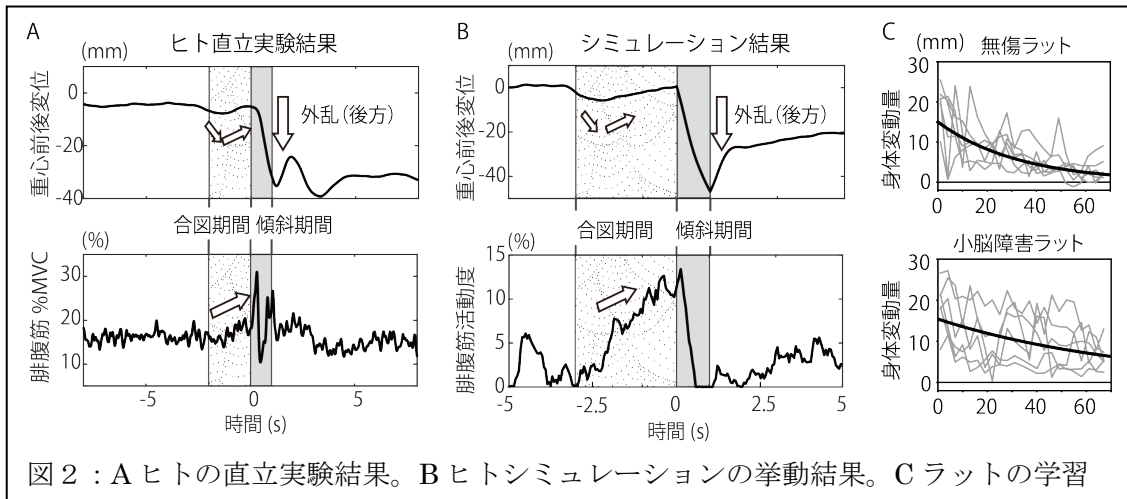 A
ヒト直立実験結果
(mm)
重心前後変位
0
-20
-40
外乱(後方)
合図期間 傾斜期間
(%)
腓腹筋 %MVC
30
20
10
-5
0
5
時間 (s)
B
シミュレーション結果
(mm)
重心前後変位
0
-20
-40
外乱(後方)
合図期間 傾斜期間
(%)
腓腹筋活動度
15
10
5
0
-5
-2.5
0
2.5
5
時間 (s)
C
(mm)
無傷ラット
身体変動量
30
20
10
0
0 20 40 60
小脳障害ラット
身体変動量
30
20
10
0
0 20 40 60
図2:A ヒトの直立実験結果。B ヒトシミュレーションの挙動結果。C ラットの学習